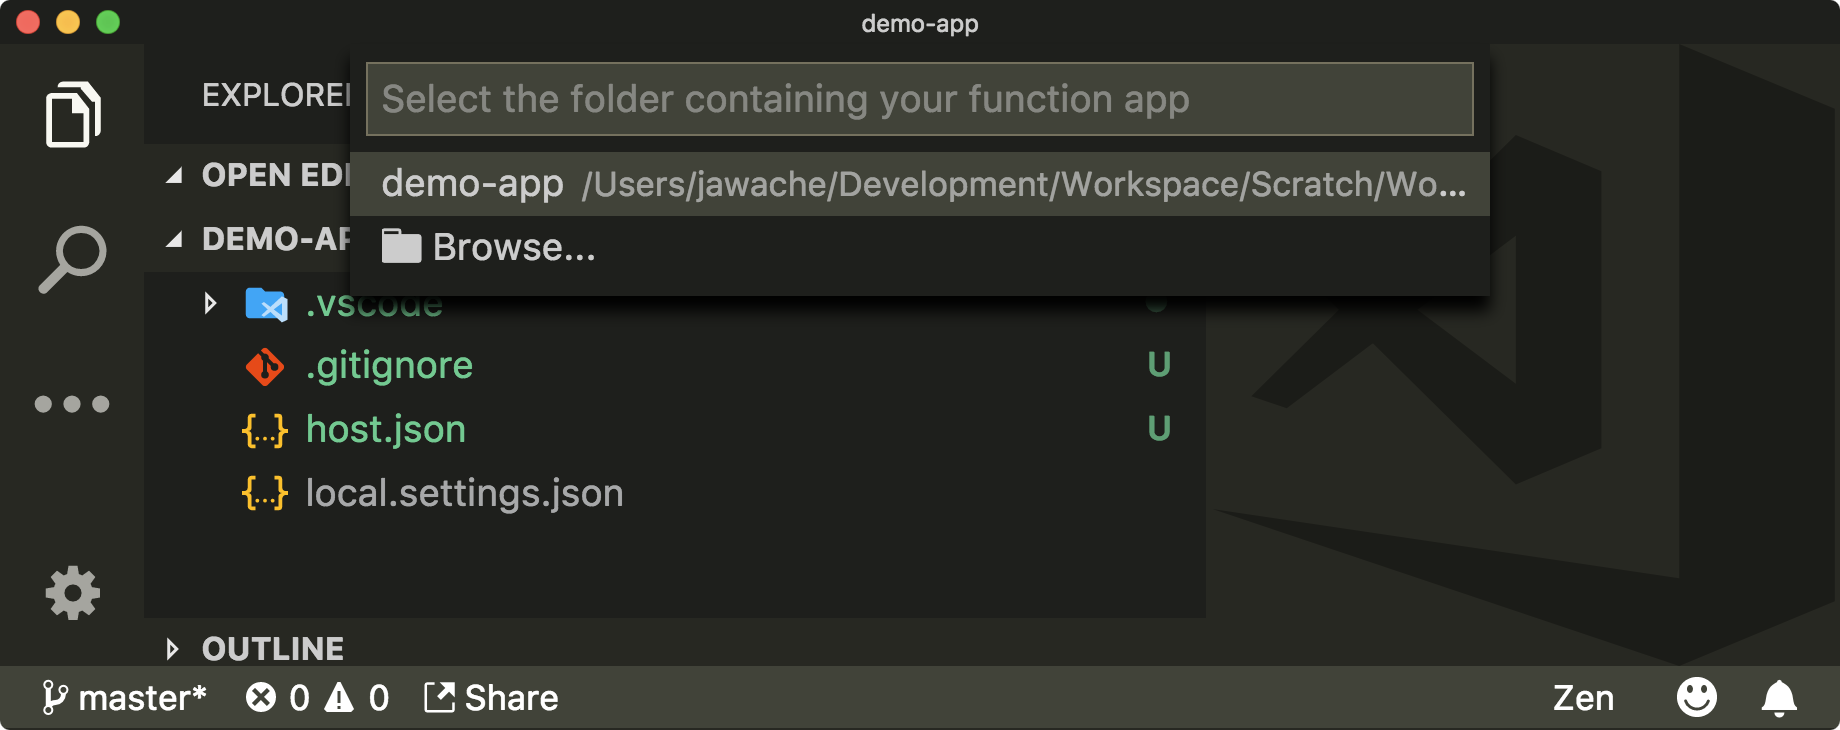 demo-app
EXPLORE
Select the folder containing your function app
OPEN EDI
demo-app /Users/jawache/Development/Workspace/Scratch/Wo...
DEMO-AP
Browse...
.vscode
.gitignore U
{...} host.json U
{...} local.settings.json
OUTLINE
master* 0 0 Share Zen